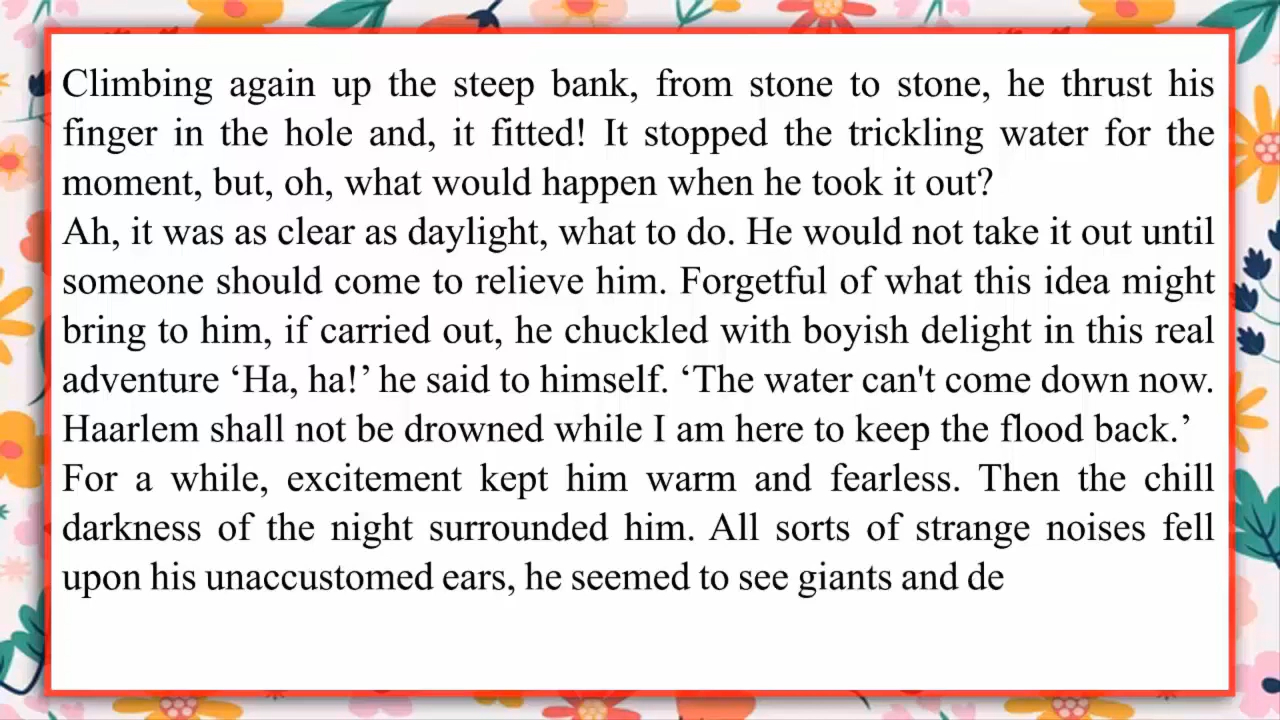 Climbing again up the steep bank, from stone to stone, he thrust his
finger in the hole and, it fitted! It stopped the trickling water for the
moment, but, oh, what would happen when he took it out?
Ah, it was as clear as daylight, what to do. He would not take it out until
someone should come to relieve him. Forgetful of what this idea might
bring to him, if carried out, he chuckled with boyish delight in this real
adventure ‘Ha, ha!’ he said to himself. ‘The water can't come down now.
Haarlem shall not be drowned while I am here to keep the flood back.’
For a while, excitement kept him warm and fearless. Then the chill
darkness of the night surrounded him. All sorts of strange noises fell
upon his unaccustomed ears, he seemed to see giants and de